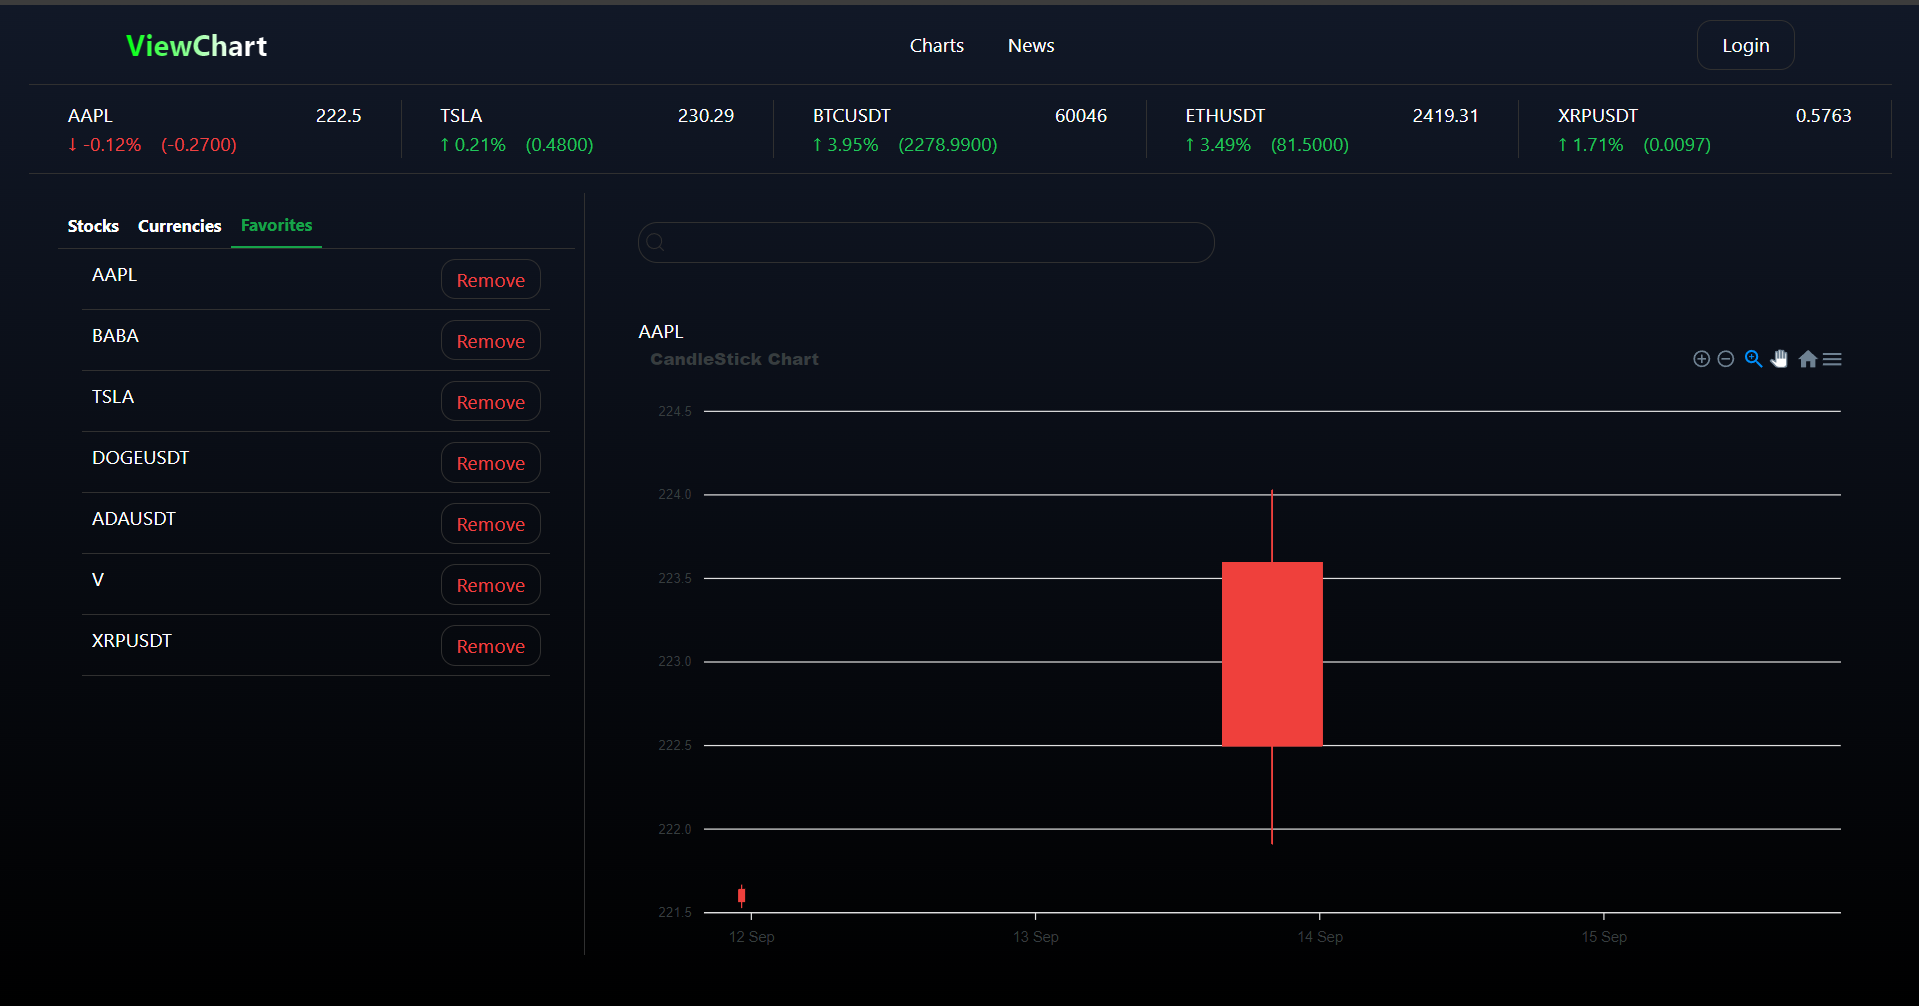 ViewChart
Charts News
Login
AAPL 222.5
↓ -0.12% (-0.2700)
TSLA 230.29
↑ 0.21% (0.4800)
BTCUSDT 60046
↑ 3.95% (2278.9900)
ETHUSDT 2419.31
↑ 3.49% (81.5000)
XRPUSDT 0.5763
↑ 1.71% (0.0097)
Stocks Currencies Favorites
AAPL Remove
BABA Remove
TSLA Remove
DOGEUSDT Remove
ADAUSDT Remove
V Remove
XRPUSDT Remove
AAPL
CandleStick Chart
224.5
224.0
223.5
223.0
222.5
222.0
221.5
12 Sep 13 Sep 14 Sep 15 Sep